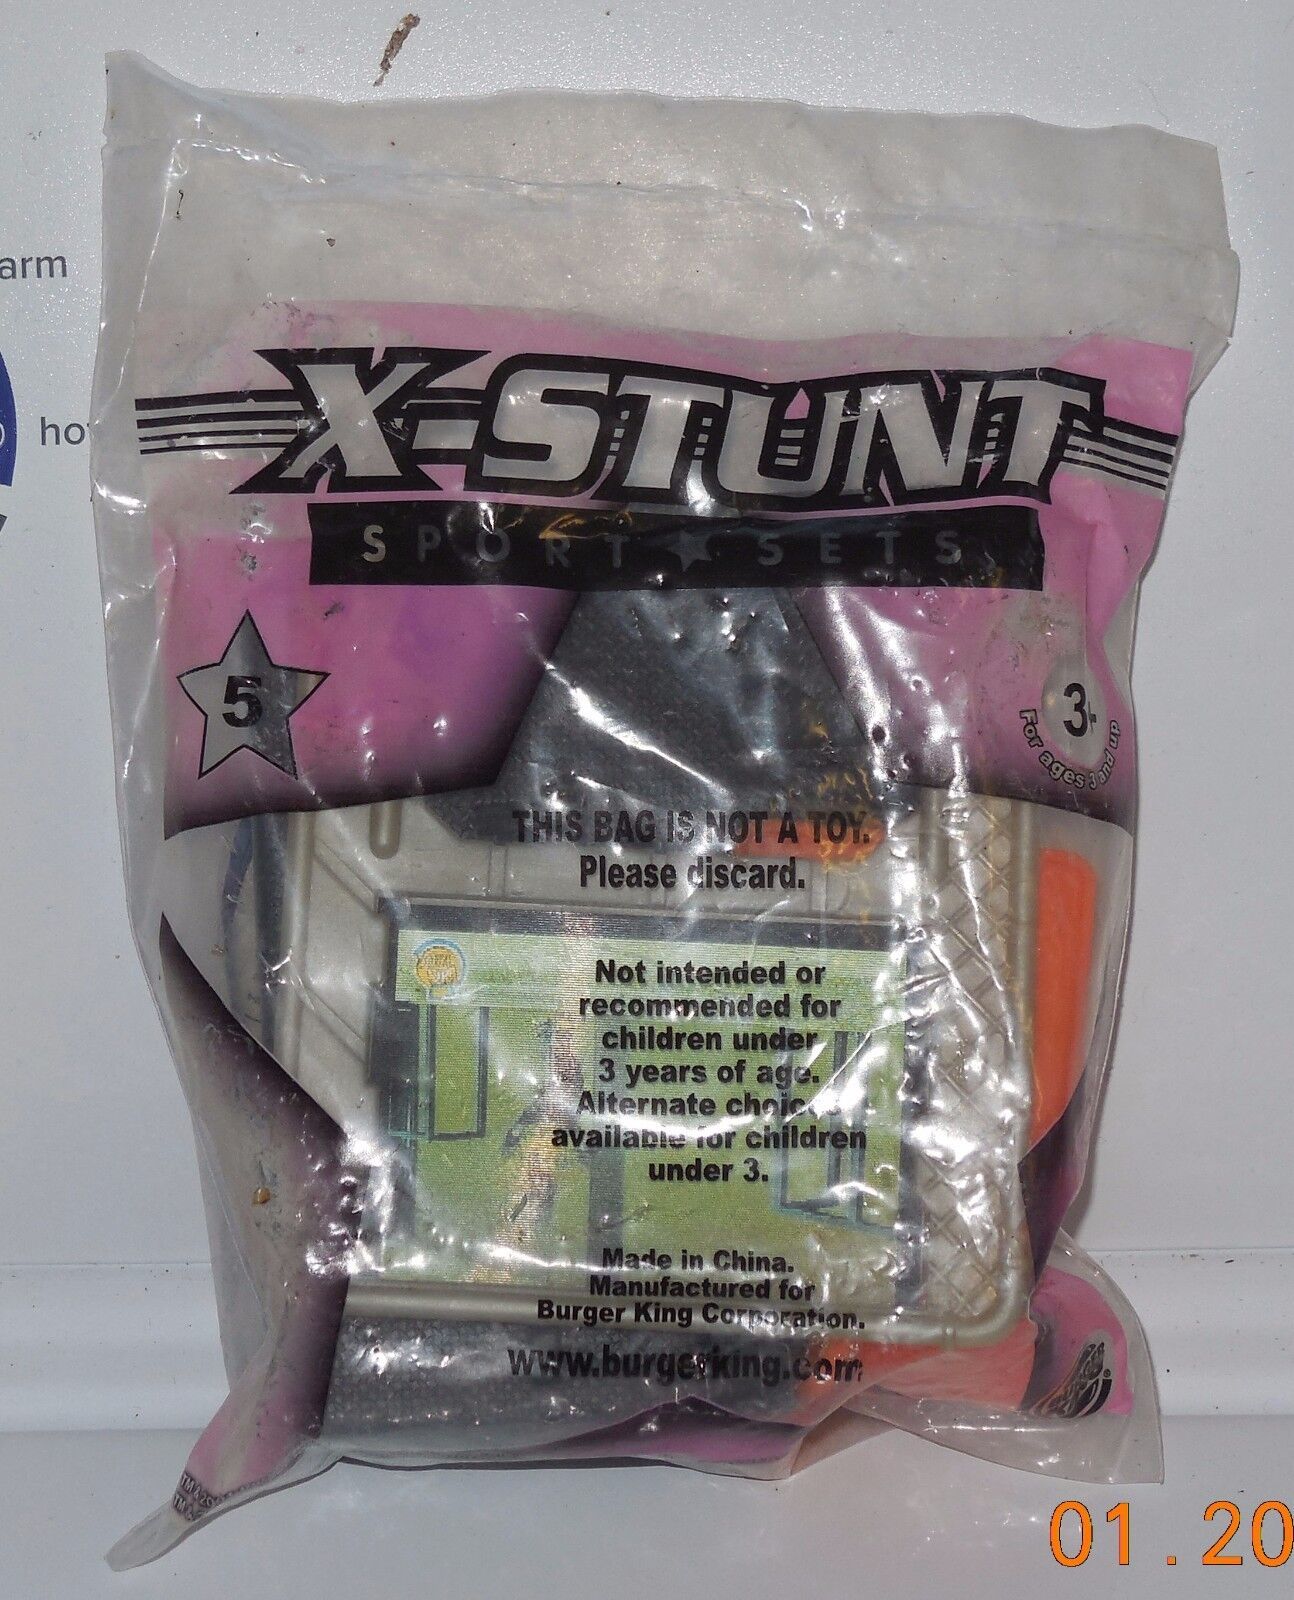 arm
X-STUNT
SPORT ★ SETS
5
3+
For ages 3 and up
THIS BAG IS NOT A TOY.
Please discard.
Not intended or
recommended for
children under
3 years of age.
Alternate choices
available for children
under 3.
Made in China.
Manufactured for
Burger King Corporation.
www.burgerking.com
01.20